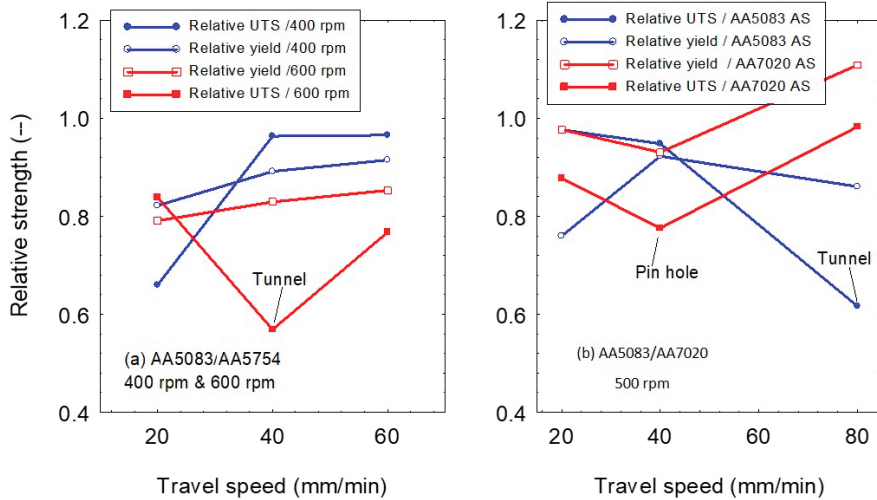 Relative strength (--)
1.2
1.0
0.8
0.6
0.4
Relative UTS /400 rpm
Relative yield /400 rpm
Relative yield /600 rpm
Relative UTS / 600 rpm
Tunnel
(a) AA5083/AA5754
400 rpm & 600 rpm
20
40
60
Travel speed (mm/min)
1.2
1.0
0.8
0.6
0.4
Relative UTS / AA5083 AS
Relative yield / AA5083 AS
Relative yield / AA7020 AS
Relative UTS / AA7020 AS
Pin hole
Tunnel
(b) AA5083/AA7020
500 rpm
20
40
60
80
Travel speed (mm/min)